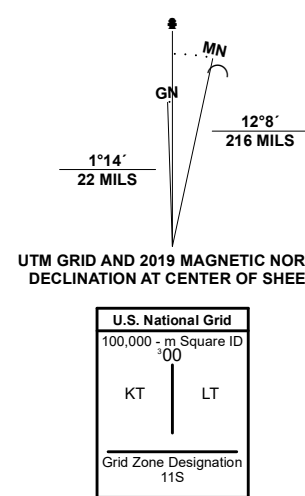 MN
GN
12°8´
216 MILS
1°14´
22 MILS
UTM GRID AND 2019 MAGNETIC NOR
DECLINATION AT CENTER OF SHEE
U.S. National Grid
100,000 - m Square ID
³00
KT LT
Grid Zone Designation
11S